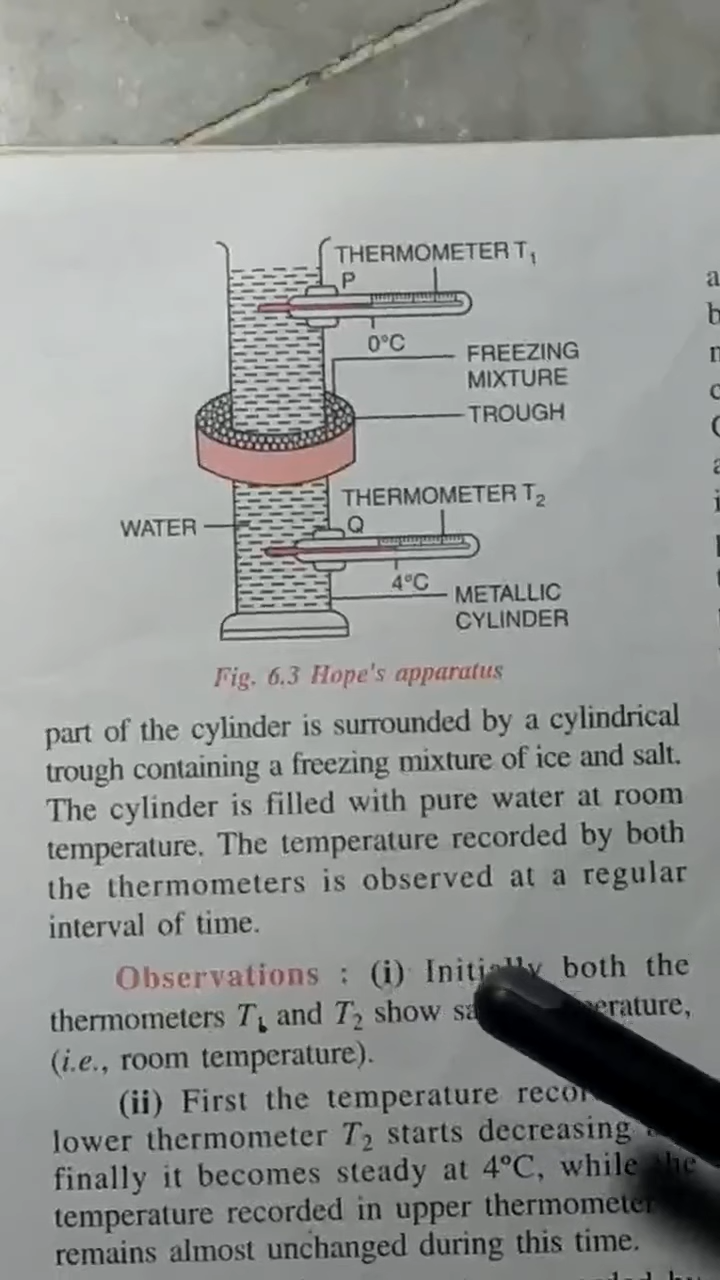 THERMOMETER T₁
P
0°C
FREEZING
MIXTURE
TROUGH
THERMOMETER T₂
WATER
Q
4°C
METALLIC
CYLINDER
Fig. 6.3 Hope's apparatus
part of the cylinder is surrounded by a cylindrical
trough containing a freezing mixture of ice and salt.
The cylinder is filled with pure water at room
temperature. The temperature recorded by both
the thermometers is observed at a regular
interval of time.
Observations : (i) Initially both the
thermometers T₁ and T₂ show
(i.e., room temperature).
(ii) First the temperature
lower thermometer T₂ starts decreasing
finally it becomes steady at 4°C, while the
temperature recorded in upper thermometer
remains almost unchanged during this time.